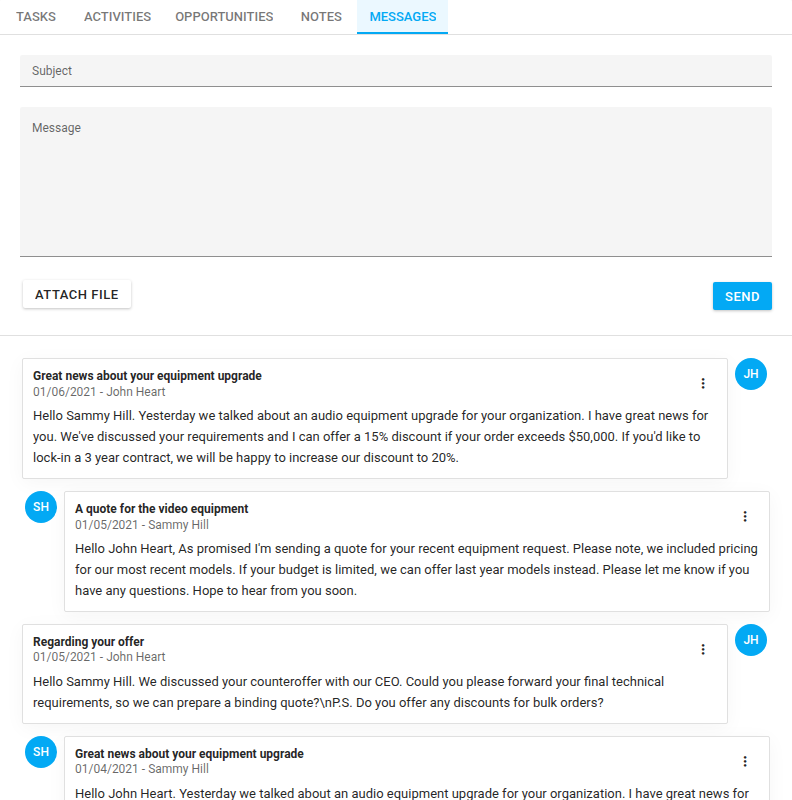 TASKS ACTIVITIES OPPORTUNITIES NOTES MESSAGES
Subject
Message
ATTACH FILE
SEND
Great news about your equipment upgrade
JH
01/06/2021 - John Heart
Hello Sammy Hill. Yesterday we talked about an audio equipment upgrade for your organization. I have great news for
you. We've discussed your requirements and I can offer a 15% discount if your order exceeds $50,000. If you'd like to
lock-in a 3 year contract, we will be happy to increase our discount to 20%.
SH
A quote for the video equipment
01/05/2021 - Sammy Hill
Hello John Heart, As promised I'm sending a quote for your recent equipment request. Please note, we included pricing
for our most recent models. If your budget is limited, we can offer last year models instead. Please let me know if you
have any questions. Hope to hear from you soon.
Regarding your offer
JH
01/05/2021 - John Heart
Hello Sammy Hill. We discussed your counteroffer with our CEO. Could you please forward your final technical
requirements, so we can prepare a binding quote?\nP.S. Do you offer any discounts for bulk orders?
SH
Great news about your equipment upgrade
01/04/2021 - Sammy Hill
Hello John Heart. Yesterday we talked about an audio equipment upgrade for your organization. I have great news for